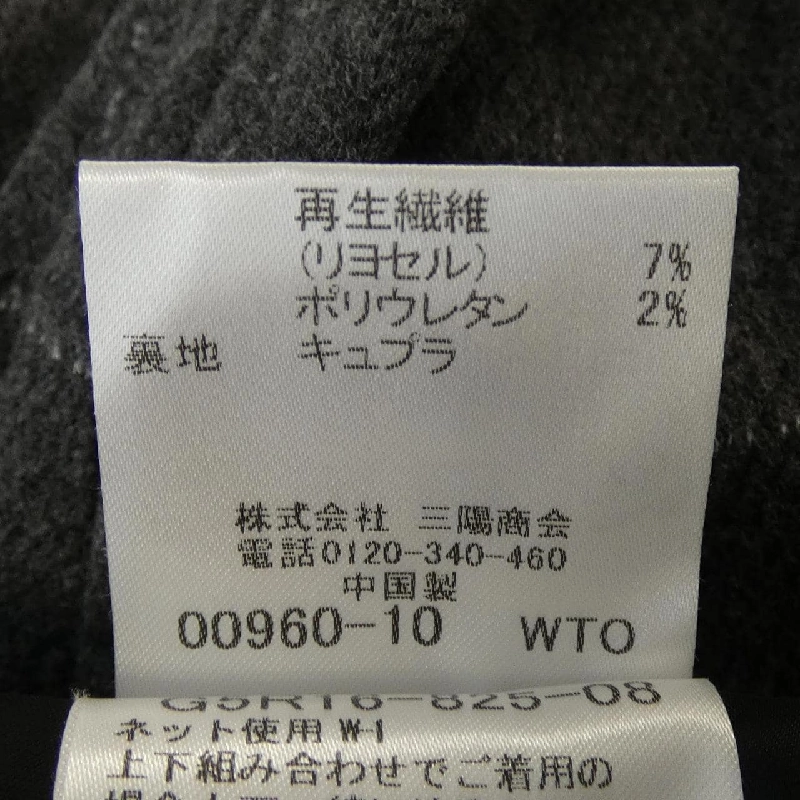 再生繊維
(リヨセル) 7%
ポリウレタン 2%
裏地 キュプラ
株式会社 三陽商会
電話0120-340-460
中国製
00960-10 WTO
G5R16-825-08
ネット使用 W-1
上下組み合わせでご着用の